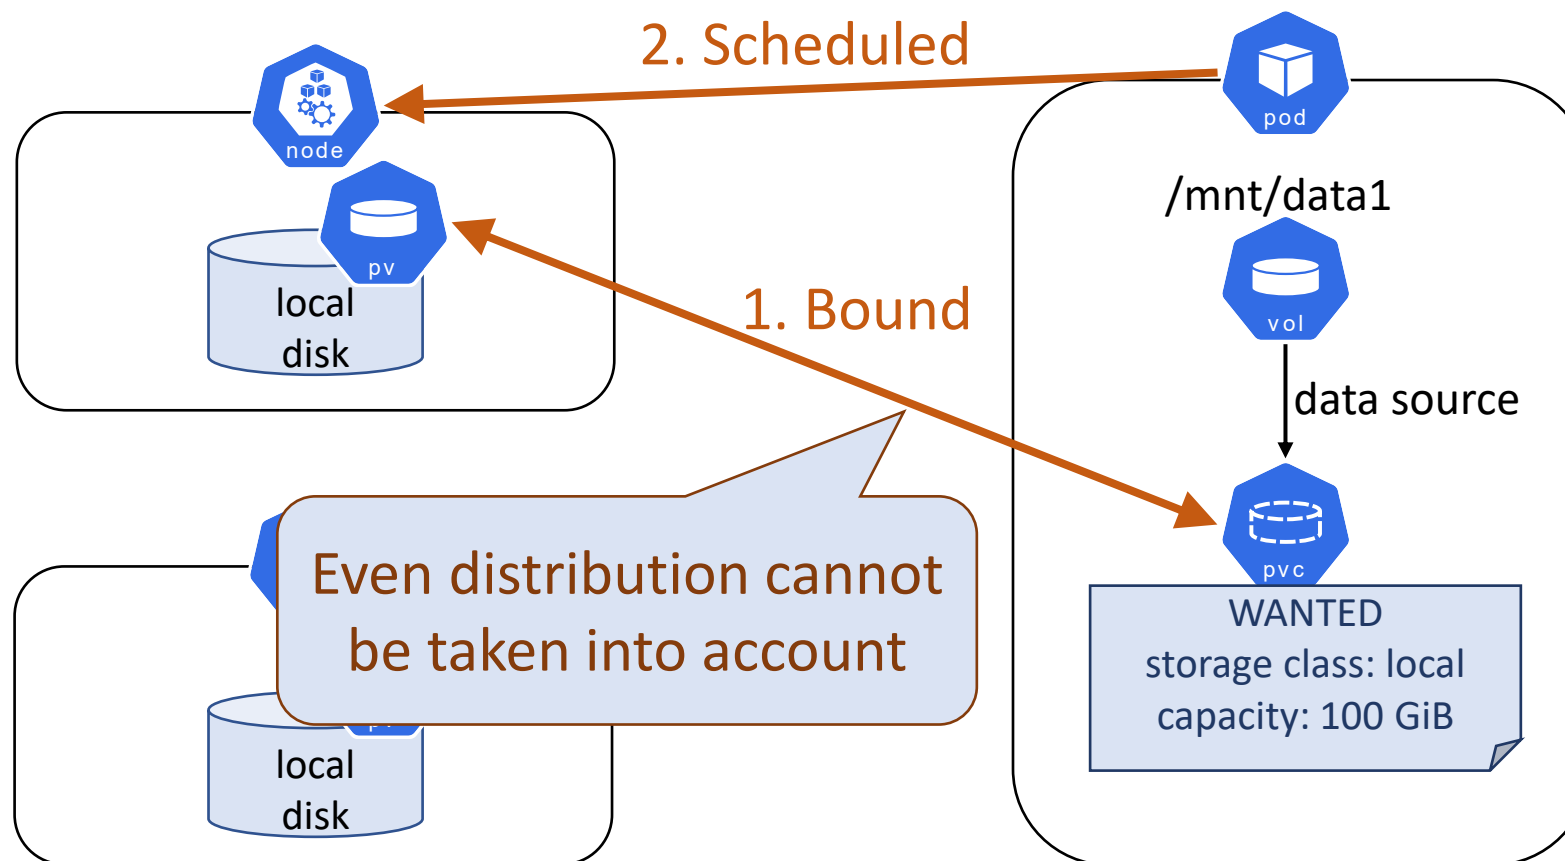 2. Scheduled
node
pod
/mnt/data1
pv
local
disk
1. Bound
vol
data source
pvc
Even distribution cannot
be taken into account
WANTED
storage class: local
capacity: 100 GiB
local
disk